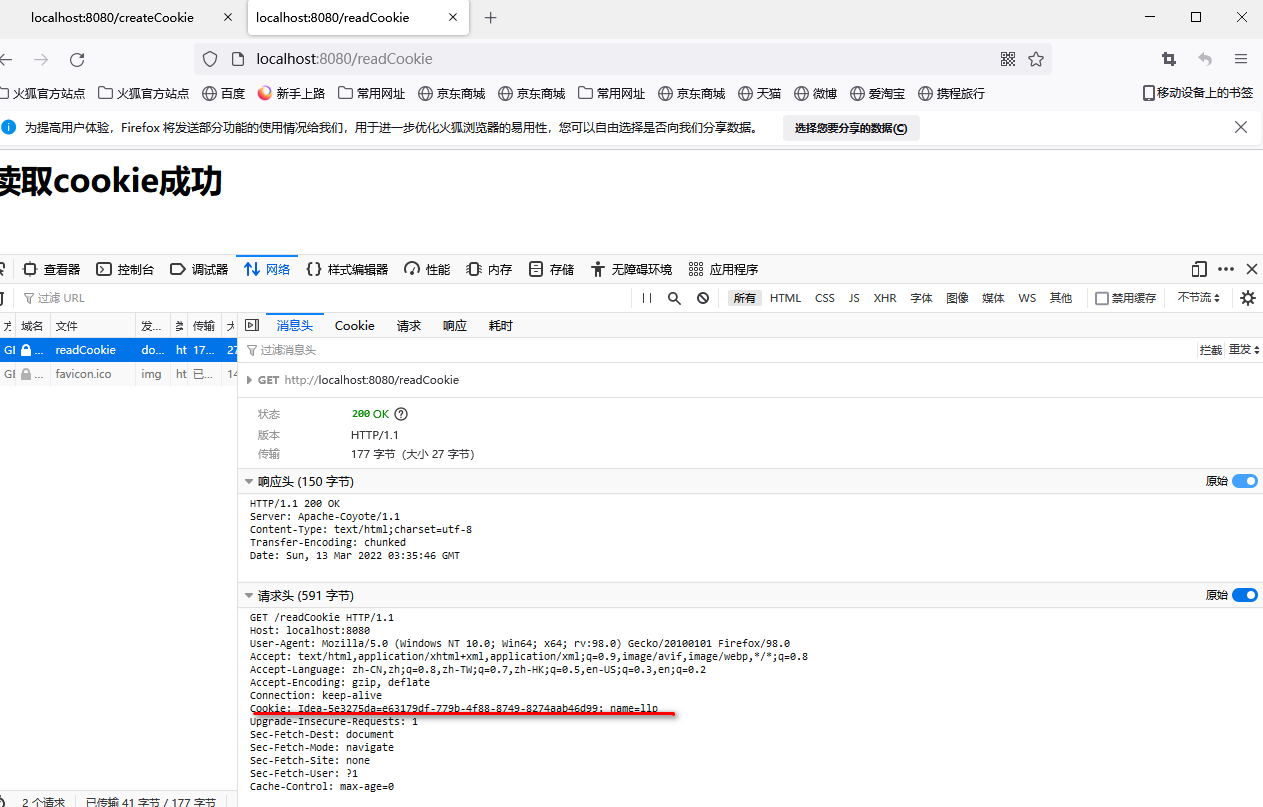 localhost:8080/createCookie
localhost:8080/readCookie
localhost:8080/readCookie
火狐官方站点 火狐官方站点 百度 新手上路 常用网址 京东商城 京东商城 常用网址 京东商城 天猫 微博 爱淘宝 携程旅行 移动设备上的书签
为提高用户体验，Firefox 将发送部分功能的使用情况给我们，用于进一步优化火狐浏览器的易用性，您可以自由选择是否向我们分享数据。 选择您要分享的数据(C)
读取cookie成功
查看器 控制台 调试器 网络 样式编辑器 性能 内存 存储 无障碍环境 应用程序
过滤 URL 所有 HTML CSS JS XHR 字体 图像 媒体 WS 其他 禁用缓存 不节流
域名 文件 发... 传输 大 消息头 Cookie 请求 响应 耗时
GE ... readCookie do... ht 17... 27
过滤消息头 拦截 重发
GE ... favicon.ico img ht 已... 14
GET http://localhost:8080/readCookie
状态 200 OK
版本 HTTP/1.1
传输 177 字节（大小 27 字节）
响应头 (150 字节) 原始
HTTP/1.1 200 OK
Server: Apache-Coyote/1.1
Content-Type: text/html;charset=utf-8
Transfer-Encoding: chunked
Date: Sun, 13 Mar 2022 03:35:46 GMT
请求头 (591 字节) 原始
GET /readCookie HTTP/1.1
Host: localhost:8080
User-Agent: Mozilla/5.0 (Windows NT 10.0; Win64; x64; rv:98.0) Gecko/20100101 Firefox/98.0
Accept: text/html,application/xhtml+xml,application/xml;q=0.9,image/avif,image/webp,*/*;q=0.8
Accept-Language: zh-CN,zh;q=0.8,zh-TW;q=0.7,zh-HK;q=0.5,en-US;q=0.3,en;q=0.2
Accept-Encoding: gzip, deflate
Connection: keep-alive
Cookie: Idea-5e3275da=e63179df-779b-4f88-8749-8274aab46d99; name=llp
Upgrade-Insecure-Requests: 1
Sec-Fetch-Dest: document
Sec-Fetch-Mode: navigate
Sec-Fetch-Site: none
Sec-Fetch-User: ?1
Cache-Control: max-age=0
2 个请求 已传输 41 字节 / 177 字节